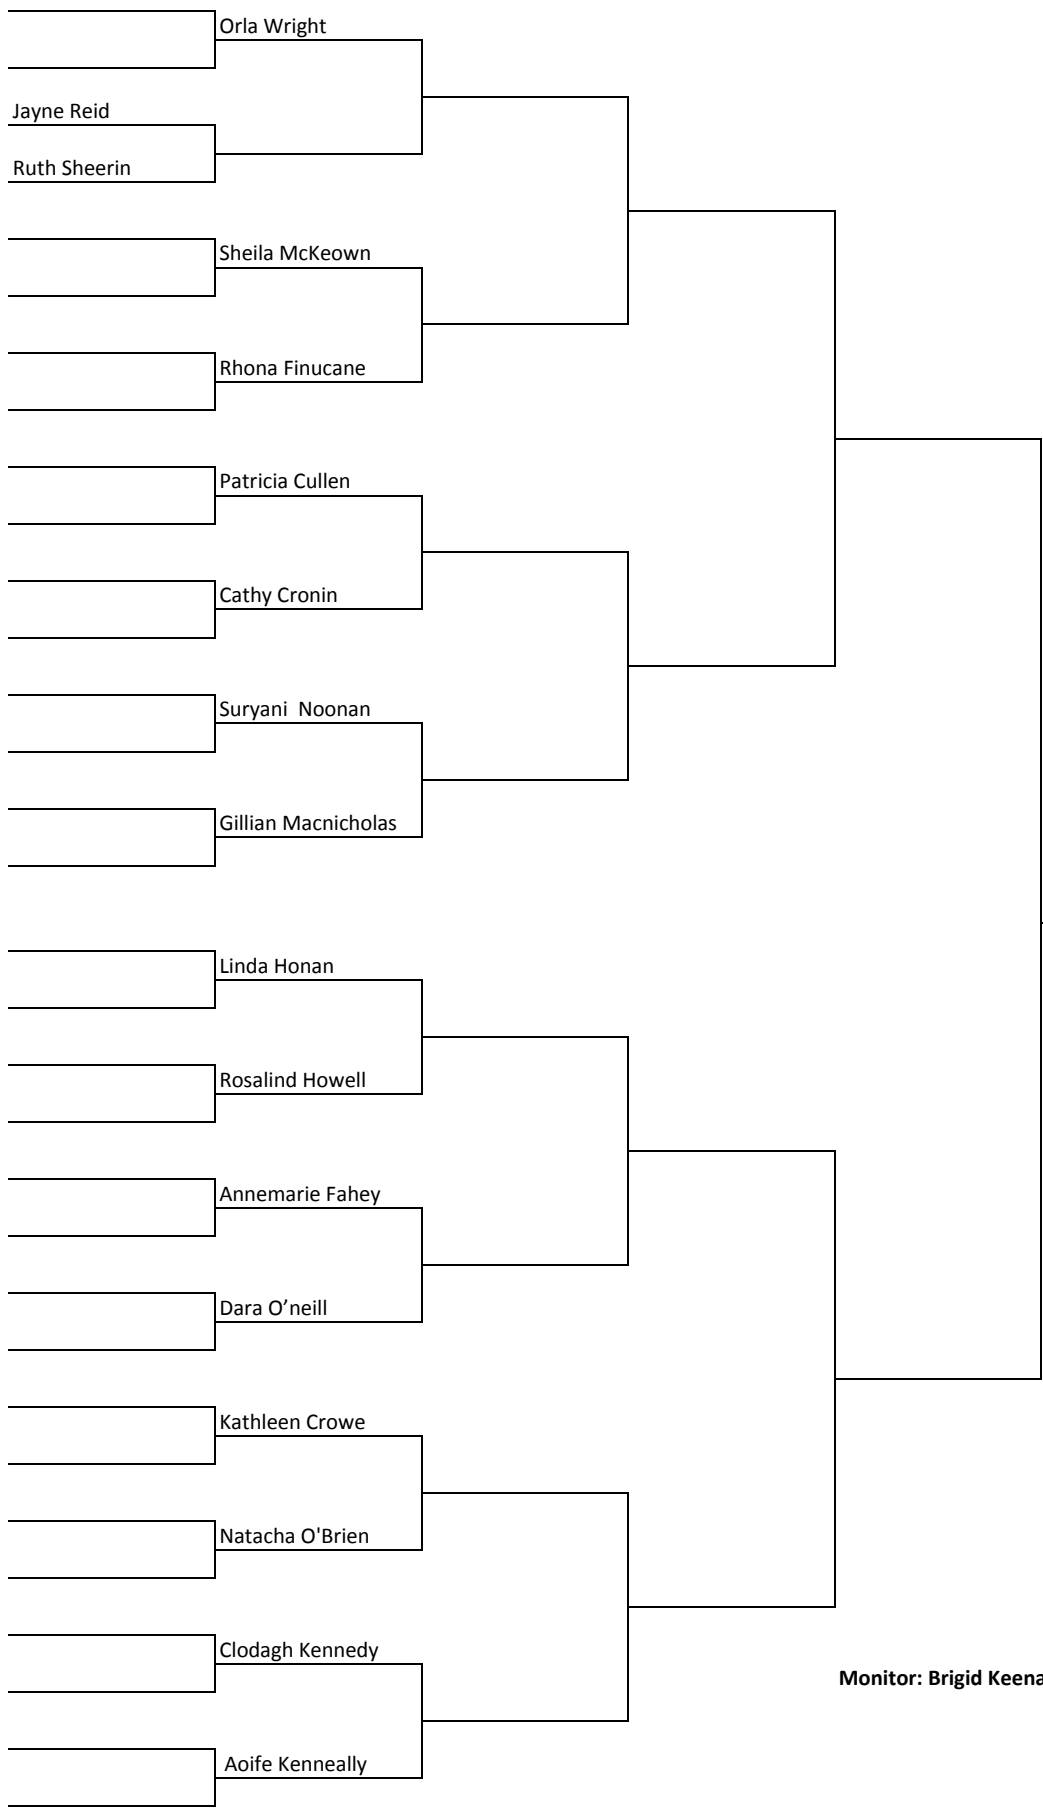 Orla Wright
Jayne Reid
Ruth Sheerin
Sheila McKeown
Rhona Finucane
Patricia Cullen
Cathy Cronin
Suryani  Noonan
Gillian Macnicholas
Linda Honan
Rosalind Howell
Annemarie Fahey
Dara O’neill
Kathleen Crowe
Natacha O'Brien
Clodagh Kennedy
Monitor: Brigid Keena
Aoife Kenneally